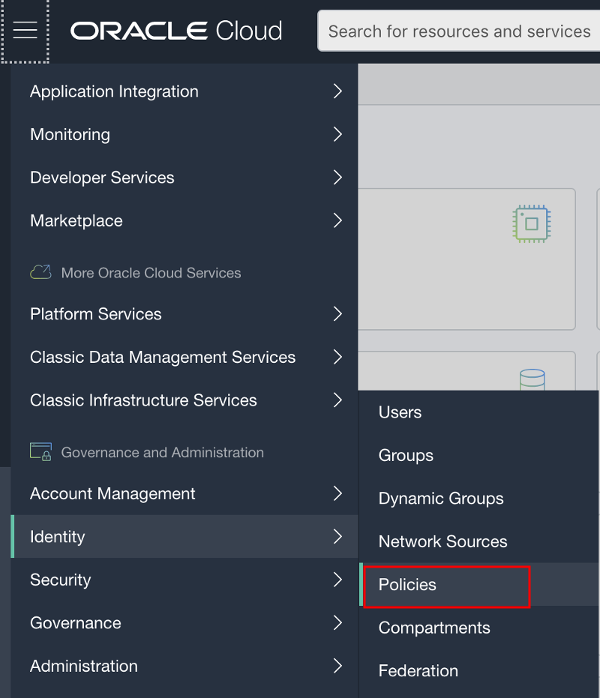 ORACLE Cloud
Search for resources and services
Application Integration
Monitoring
Developer Services
Marketplace
More Oracle Cloud Services
Platform Services
Classic Data Management Services
Classic Infrastructure Services
Governance and Administration
Account Management
Identity
Security
Governance
Administration
Users
Groups
Dynamic Groups
Network Sources
Policies
Compartments
Federation